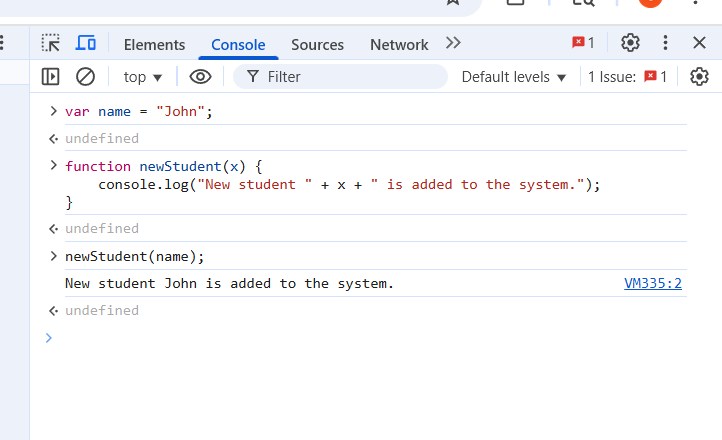 Elements Console Sources Network 1
top Filter Default levels 1 Issue: 1
var name = "John";
undefined
function newStudent(x) {
    console.log("New student " + x + " is added to the system.");
}
undefined
newStudent(name);
New student John is added to the system. VM335:2
undefined